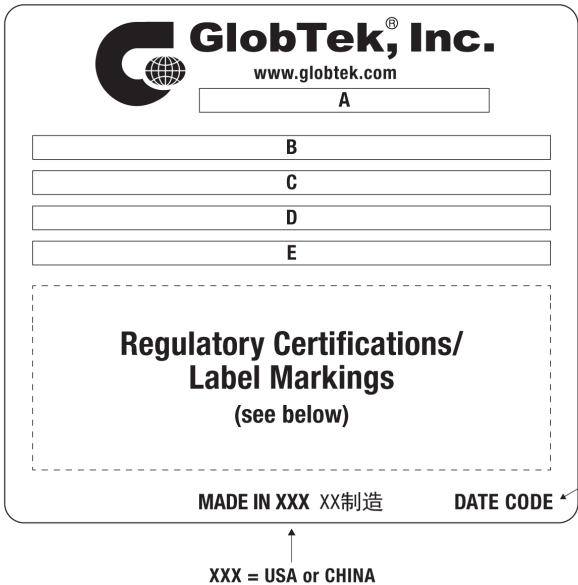 GlobTek,® Inc.
www.globtek.com
A
B
C
D
E
Regulatory Certifications/
Label Markings
(see below)
MADE IN XXX XX制造 DATE CODE
XXX = USA or CHINA